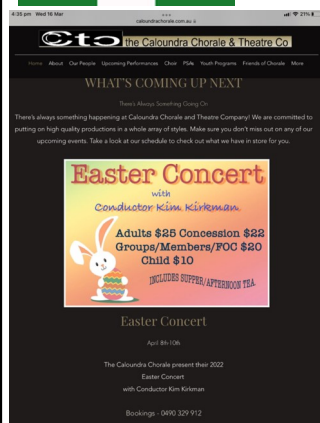 4:35 pm Wed 16 Mar
21%
caloundrachorale.com.au
ctc the Caloundra Chorale & Theatre Co
Home About Our People Upcoming Performances Choir PSAs Youth Programs Friends of Chorale More
WHAT'S COMING UP NEXT
There's Always Something Going On
There's always something happening at Caloundra Chorale and Theatre Company! We are committed to
putting on high quality productions in a whole array of styles. Make sure you don't miss out on any of our
upcoming events. Take a look at our schedule to check out what we have in store for you.
Easter Concert
with
Conductor Kim Kirkman
Adults $25 Concession $22
Groups/Members/FOC $20
Child $10
INCLUDES SUPPER/AFTERNOON TEA.
Easter Concert
April 8th-10th
The Caloundra Chorale present their 2022
Easter Concert
with Conductor Kim Kirkman
Bookings - 0490 329 912